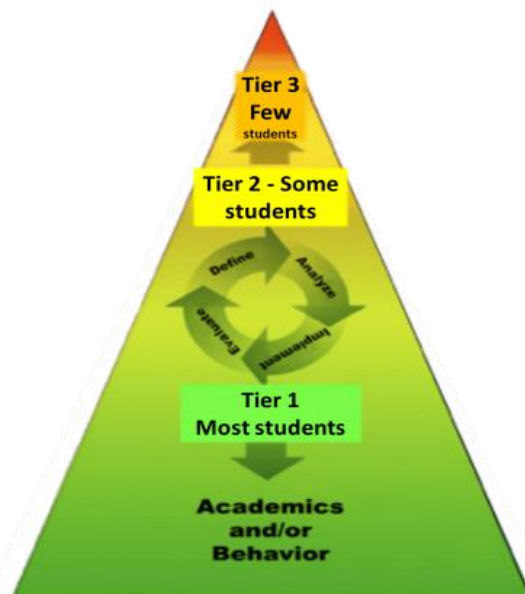 Tier 3
Few
students
Tier 2 - Some
students
Define
Analyze
Implement
Evaluate
Tier 1
Most students
Academics
and/or
Behavior